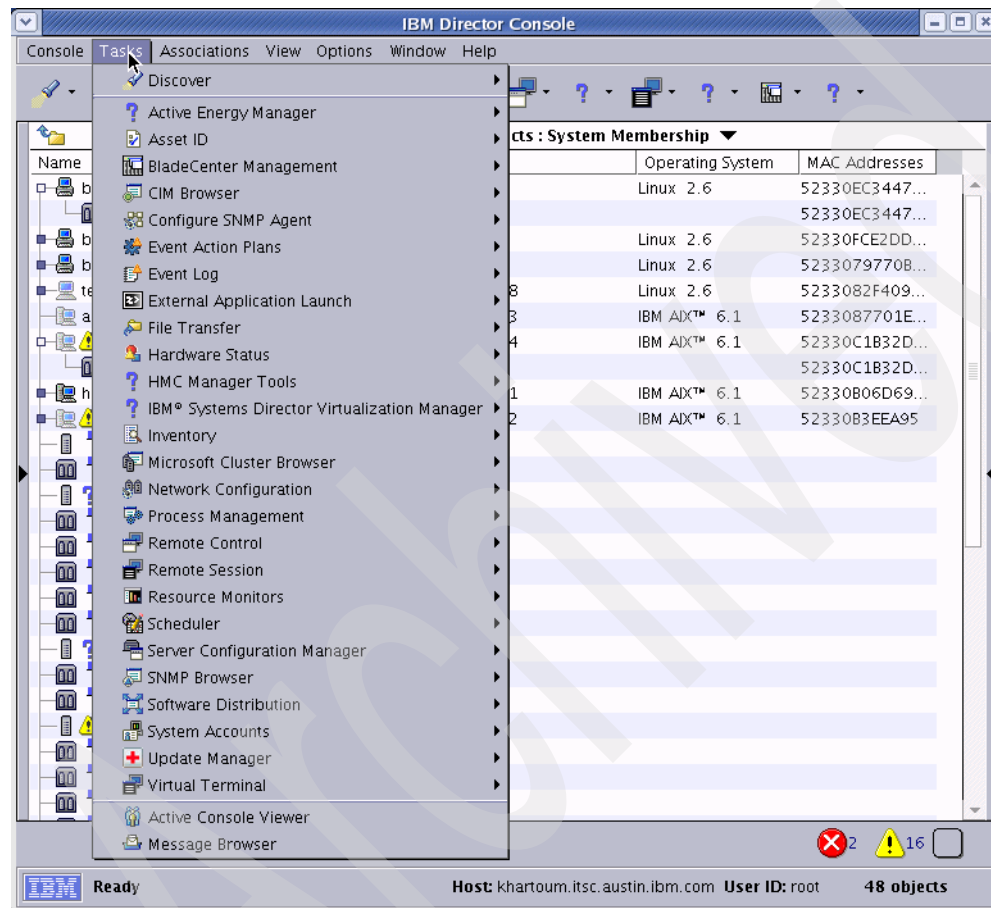 IBM Director Console
Console Tasks Associations View Options Window Help
Discover
Active Energy Manager
Asset ID
BladeCenter Management
CIM Browser
Configure SNMP Agent
Event Action Plans
Event Log
External Application Launch
File Transfer
Hardware Status
HMC Manager Tools
IBM® Systems Director Virtualization Manager
Inventory
Microsoft Cluster Browser
Network Configuration
Process Management
Remote Control
Remote Session
Resource Monitors
Scheduler
Server Configuration Manager
SNMP Browser
Software Distribution
System Accounts
Update Manager
Virtual Terminal
Active Console Viewer
Message Browser
cts : System Membership
Name Operating System MAC Addresses
b Linux 2.6 52330EC3447...
52330EC3447...
b Linux 2.6 52330FCE2DD...
b Linux 2.6 5233079770B...
te 8 Linux 2.6 5233082F409...
a 3 IBM AIX™ 6.1 5233087701E...
4 IBM AIX™ 6.1 52330C1B32D...
52330C1B32D...
h 1 IBM AIX™ 6.1 52330B06D69...
2 IBM AIX™ 6.1 52330B3EEA95
2 16
IBM Ready Host: khartoum.itsc.austin.ibm.com User ID: root 48 objects
Archived